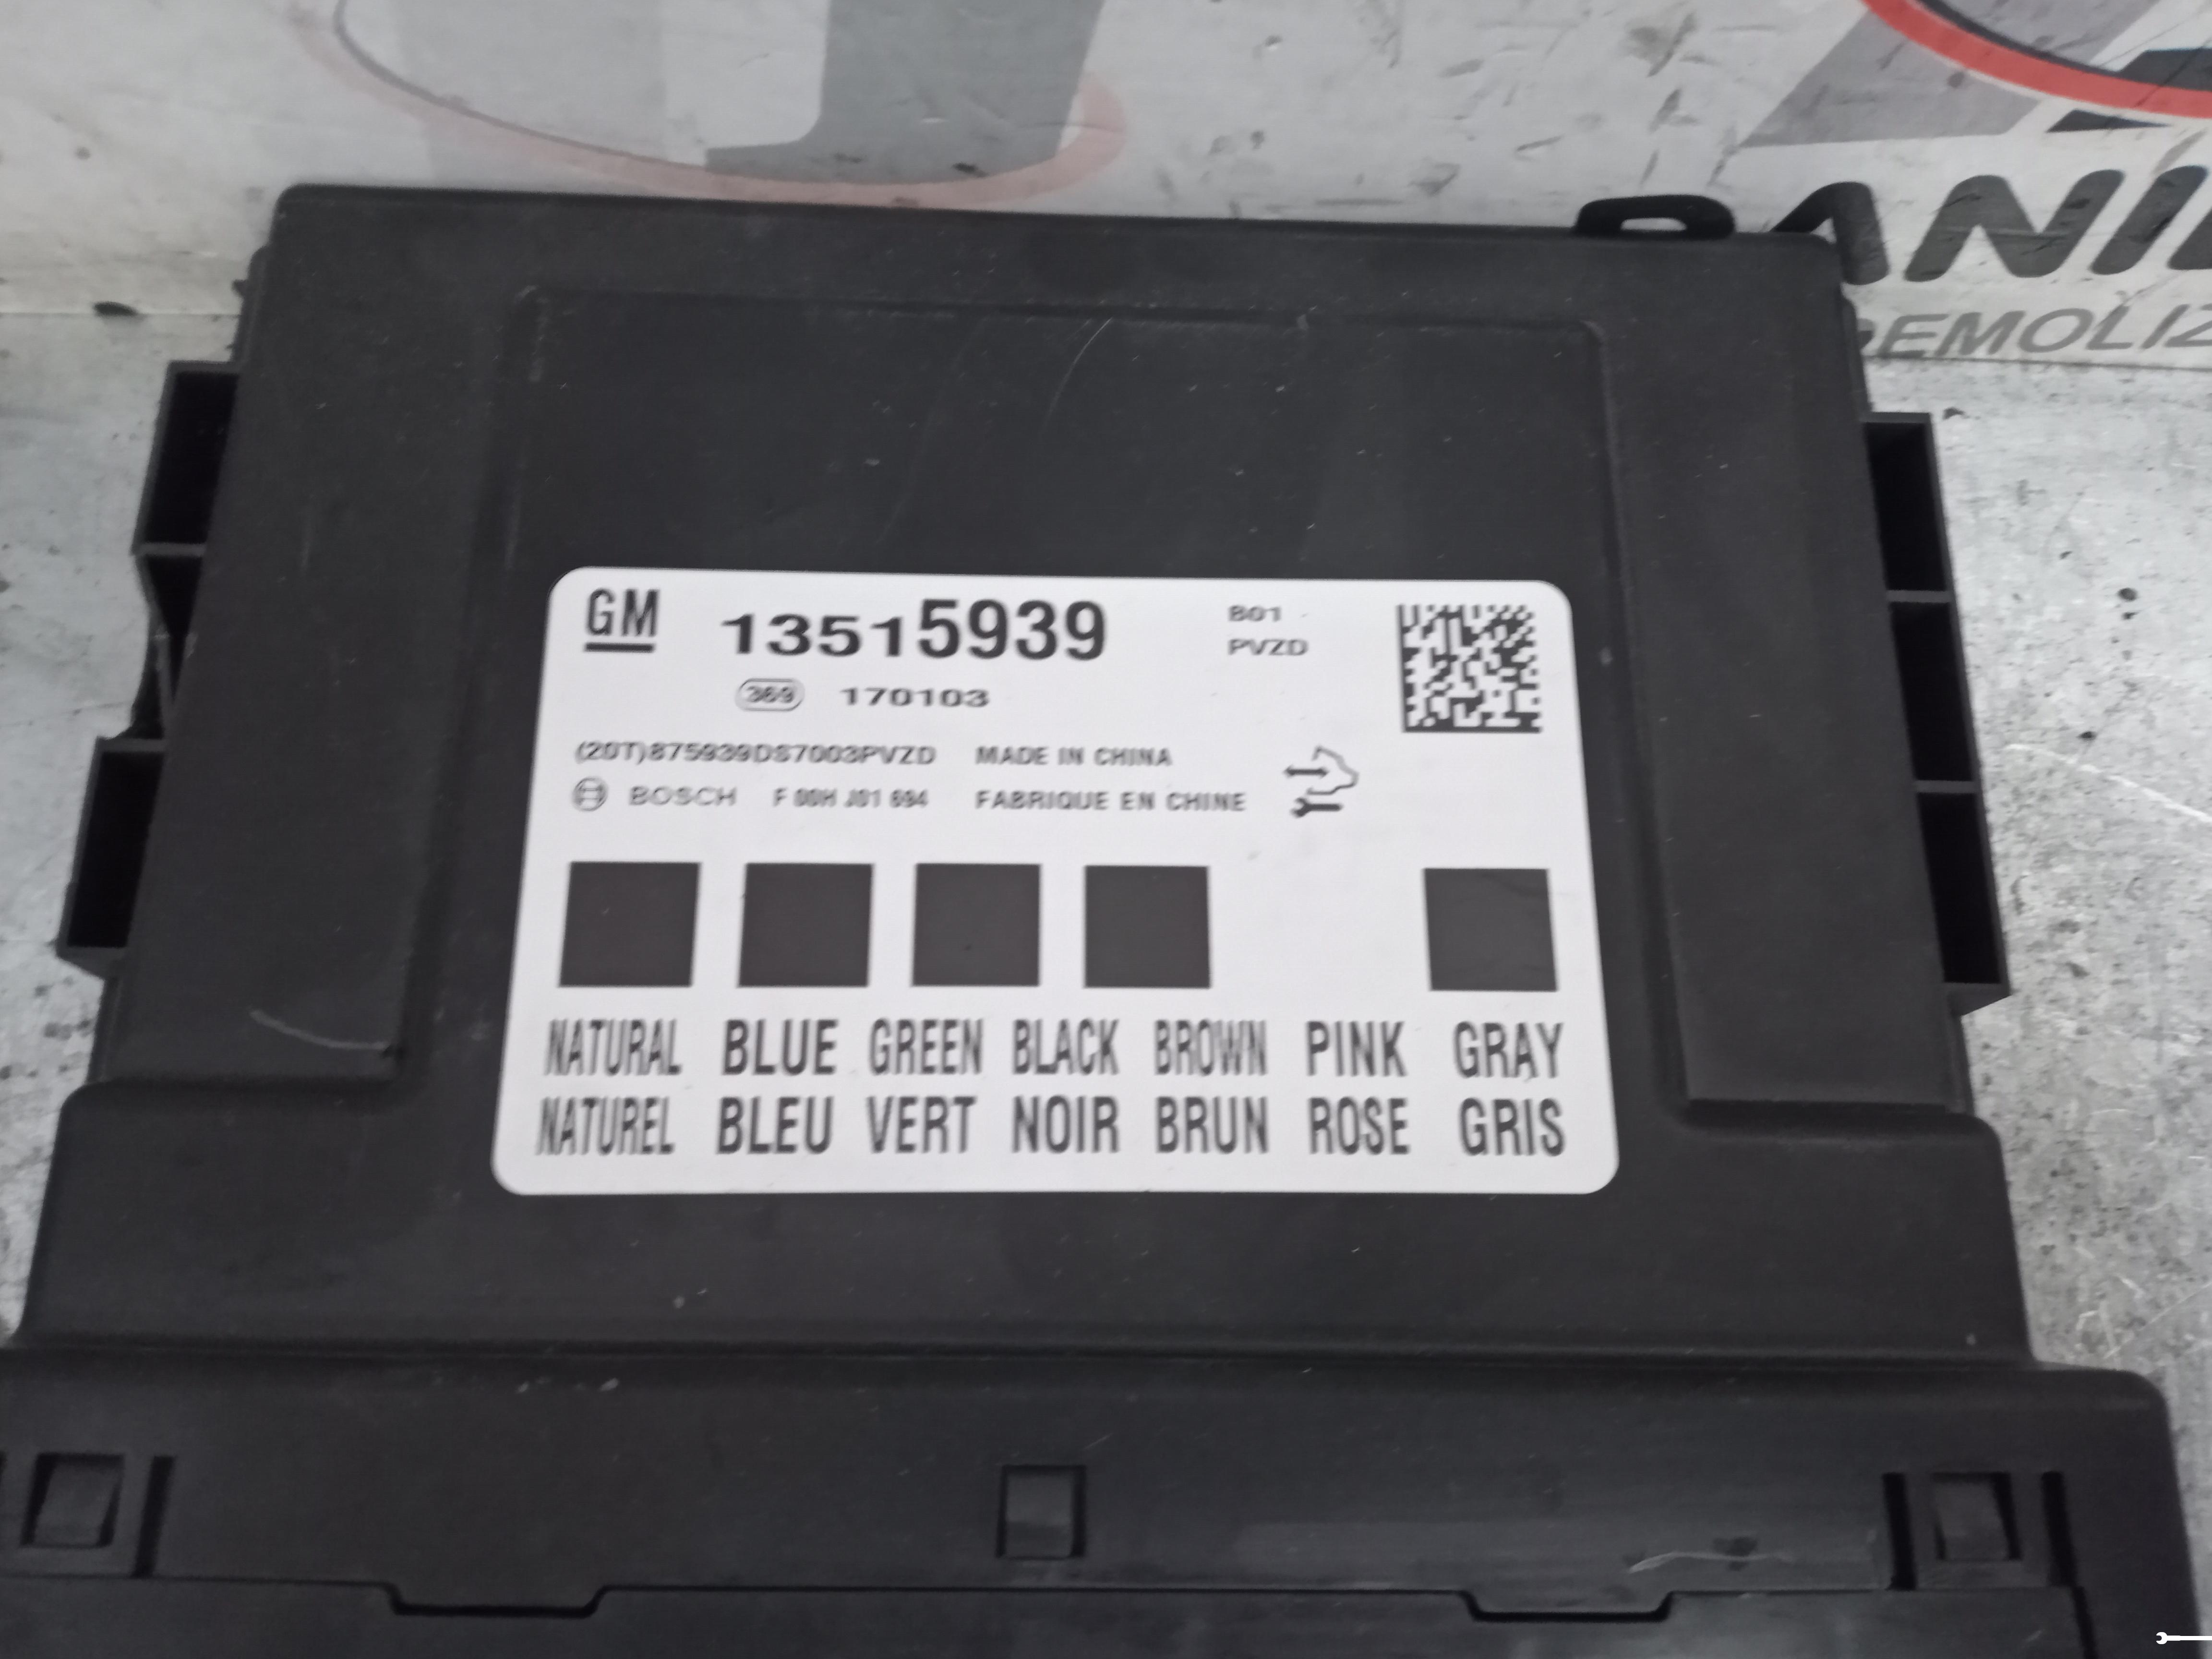 GM 13515939 B01
PVZD
369 170103
(20T)875939DS7003PVZD MADE IN CHINA
BOSCH F 00H J01 694 FABRIQUE EN CHINE
NATURAL BLUE GREEN BLACK BROWN PINK GRAY
NATUREL BLEU VERT NOIR BRUN ROSE GRIS